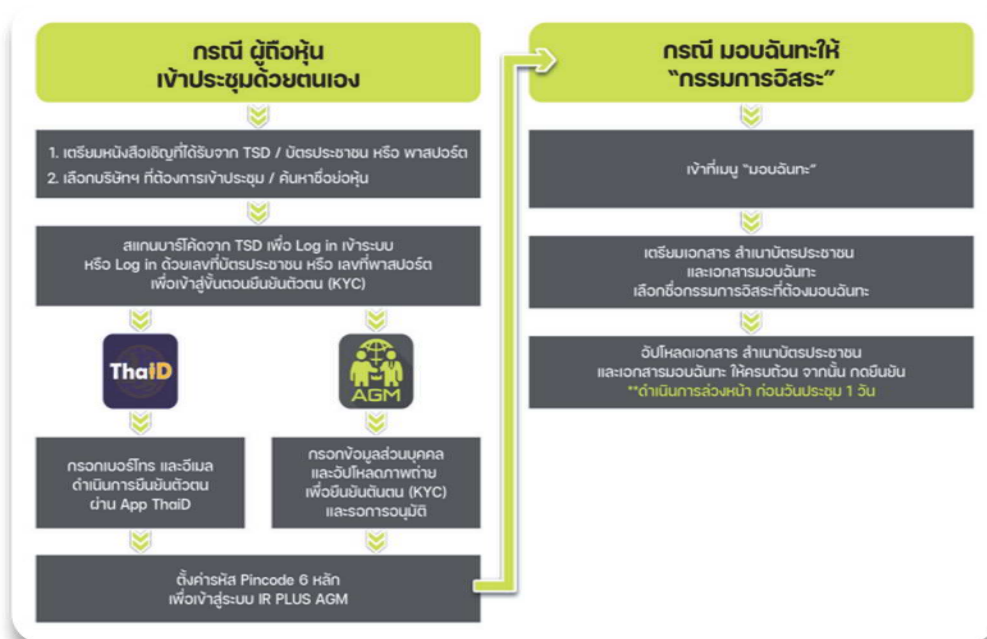 กรณี ผู้ถือหุ้น
เข้าประชุมด้วยตนเอง
1. เตรียมหนังสือเชิญที่ได้รับจาก TSD / บัตรประชาชน หรือ พาสปอร์ต
2. เลือกบริษัทฯ ที่ต้องการเข้าประชุม / ค้นหาชื่อย่อหุ้น
สแกนบาร์โค้ดจาก TSD เพื่อ Log in เข้าระบบ
หรือ Log in ด้วยเลขที่บัตรประชาชน หรือ เลขที่พาสปอร์ต
เพื่อเข้าสู่ขั้นตอนยืนยันตัวตน (KYC)
ThaiD
กรอกเบอร์โทร และอีเมล
ดำเนินการยืนยันตัวตน
ผ่าน App ThaiD
AGM
กรอกข้อมูลส่วนบุคคล
และอัปโหลดภาพถ่าย
เพื่อยืนยันตันตน (KYC)
และรอการอนุมัติ
ตั้งค่ารหัส Pincode 6 หลัก
เพื่อเข้าสู่ระบบ IR PLUS AGM
กรณี มอบฉันทะให้
"กรรมการอิสระ"
เข้าที่เมนู "มอบฉันทะ"
เตรียมเอกสาร สำเนาบัตรประชาชน
และเอกสารมอบฉันทะ
เลือกชื่อกรรมการอิสระที่ต้องมอบฉันทะ
อัปโหลดเอกสาร สำเนาบัตรประชาชน
และเอกสารมอบฉันทะ ให้ครบถ้วน จากนั้น กดยืนยัน
**ดำเนินการล่วงหน้า ก่อนวันประชุม 1 วัน